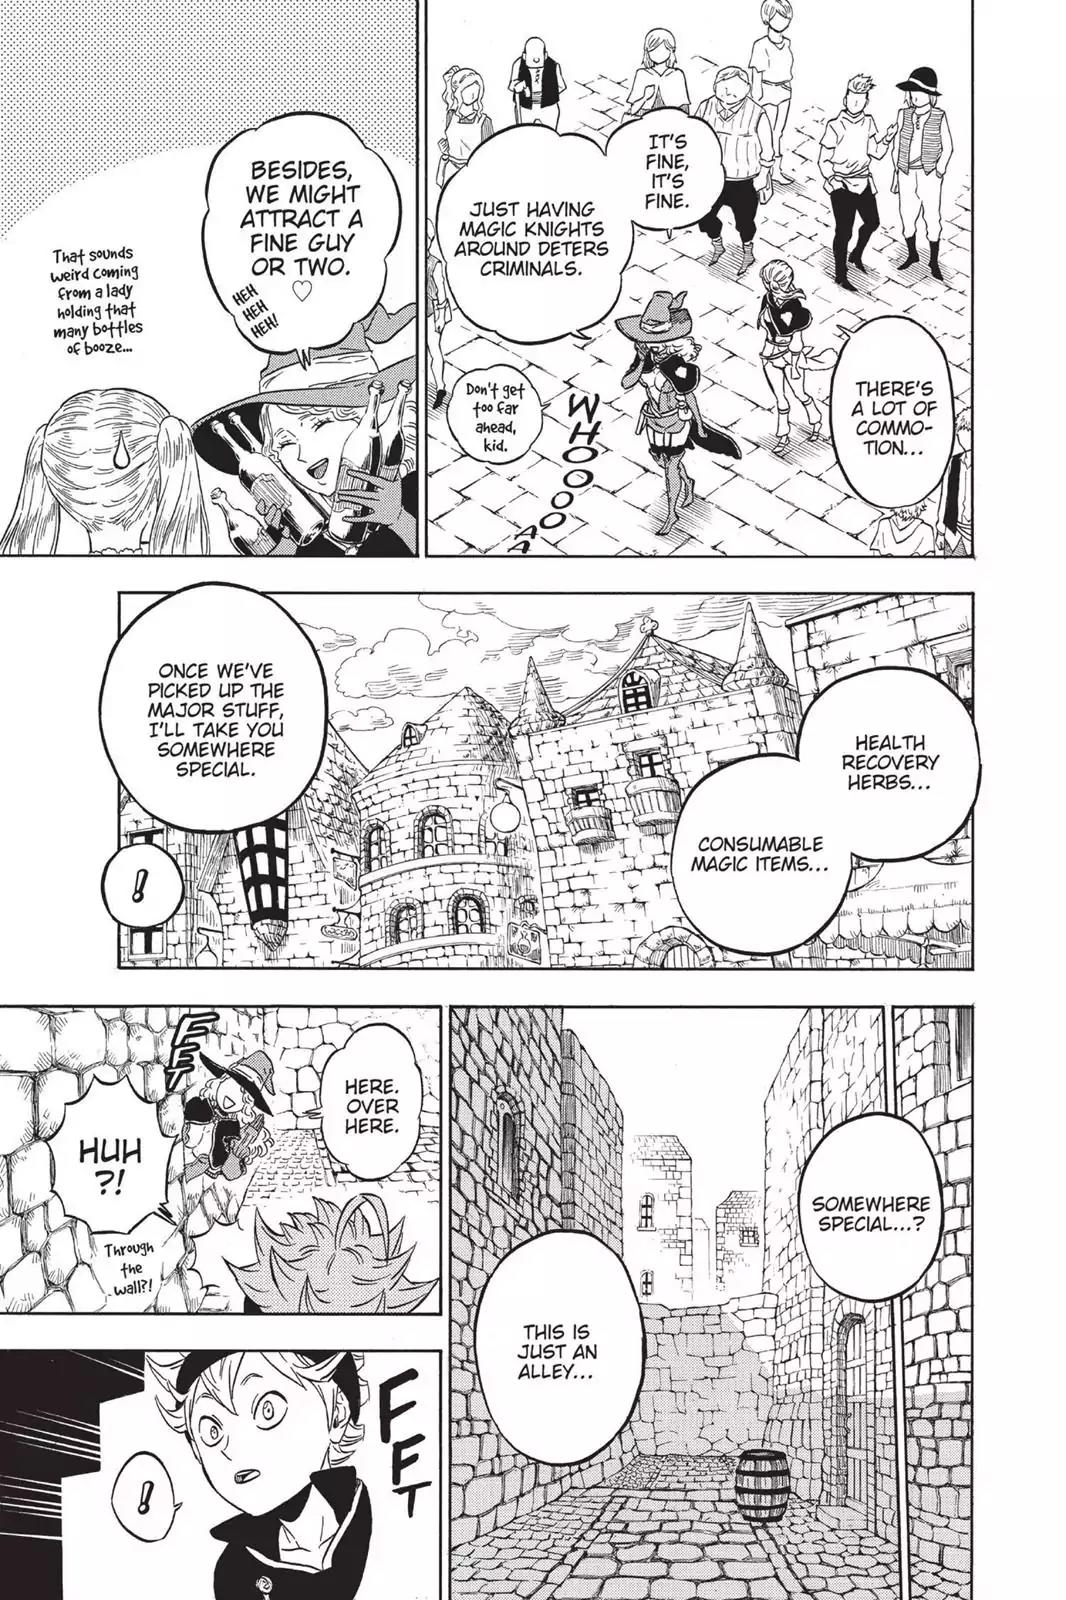 THERE'S
A LOT OF
COMMO-
TION...
IT'S
FINE,
IT'S
FINE.
JUST HAVING
MAGIC KNIGHTS
AROUND DETERS
CRIMINALS.
Don't get
too far
ahead,
kid.
WHOOOO
AA
BESIDES,
WE MIGHT
ATTRACT A
FINE GUY
OR TWO.
♡
HEH
HEH
HEH!
That sounds
weird coming
from a lady
holding that
many bottles
of booze...
HEALTH
RECOVERY
HERBS...
CONSUMABLE
MAGIC ITEMS...
ONCE WE'VE
PICKED UP THE
MAJOR STUFF,
I'LL TAKE YOU
SOMEWHERE
SPECIAL.
!
SOMEWHERE
SPECIAL...?
THIS IS
JUST AN
ALLEY...
HERE.
OVER
HERE.
FFFT
HUH
?!
Through
the
wall?!
FFT
!